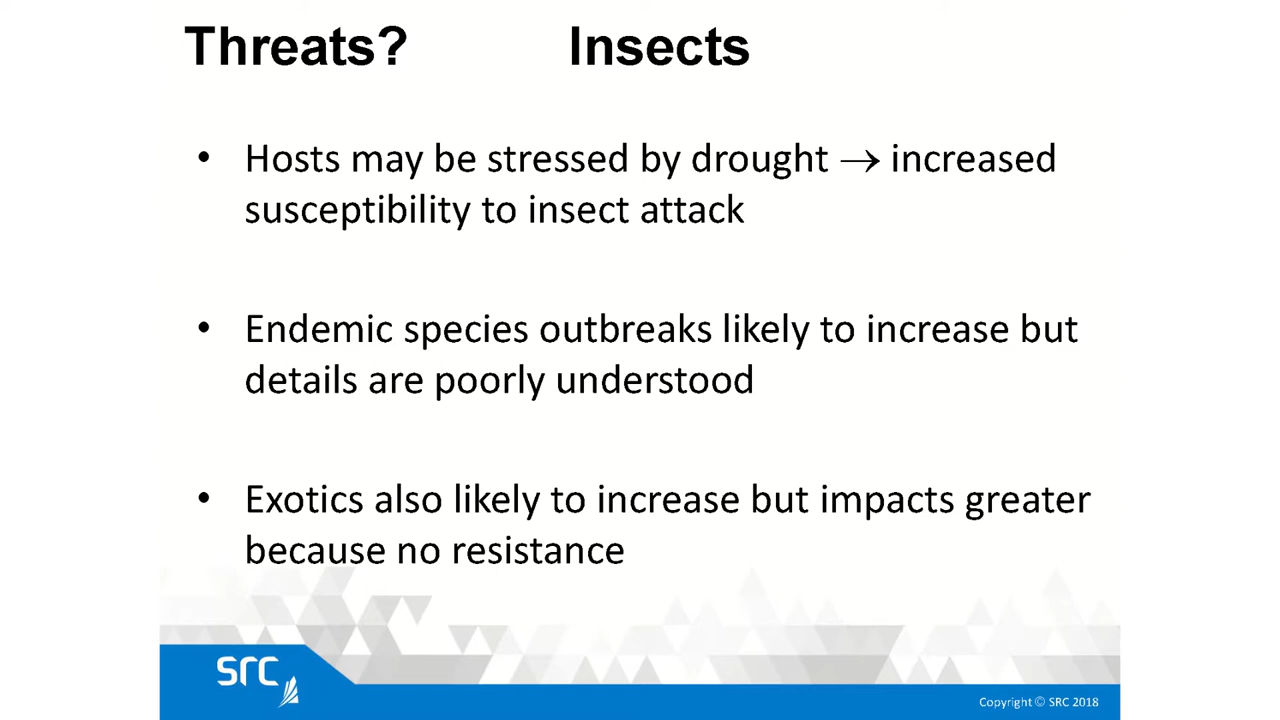 Threats? Insects
• Hosts may be stressed by drought → increased
susceptibility to insect attack
• Endemic species outbreaks likely to increase but
details are poorly understood
• Exotics also likely to increase but impacts greater
because no resistance
src
Copyright © SRC 2018